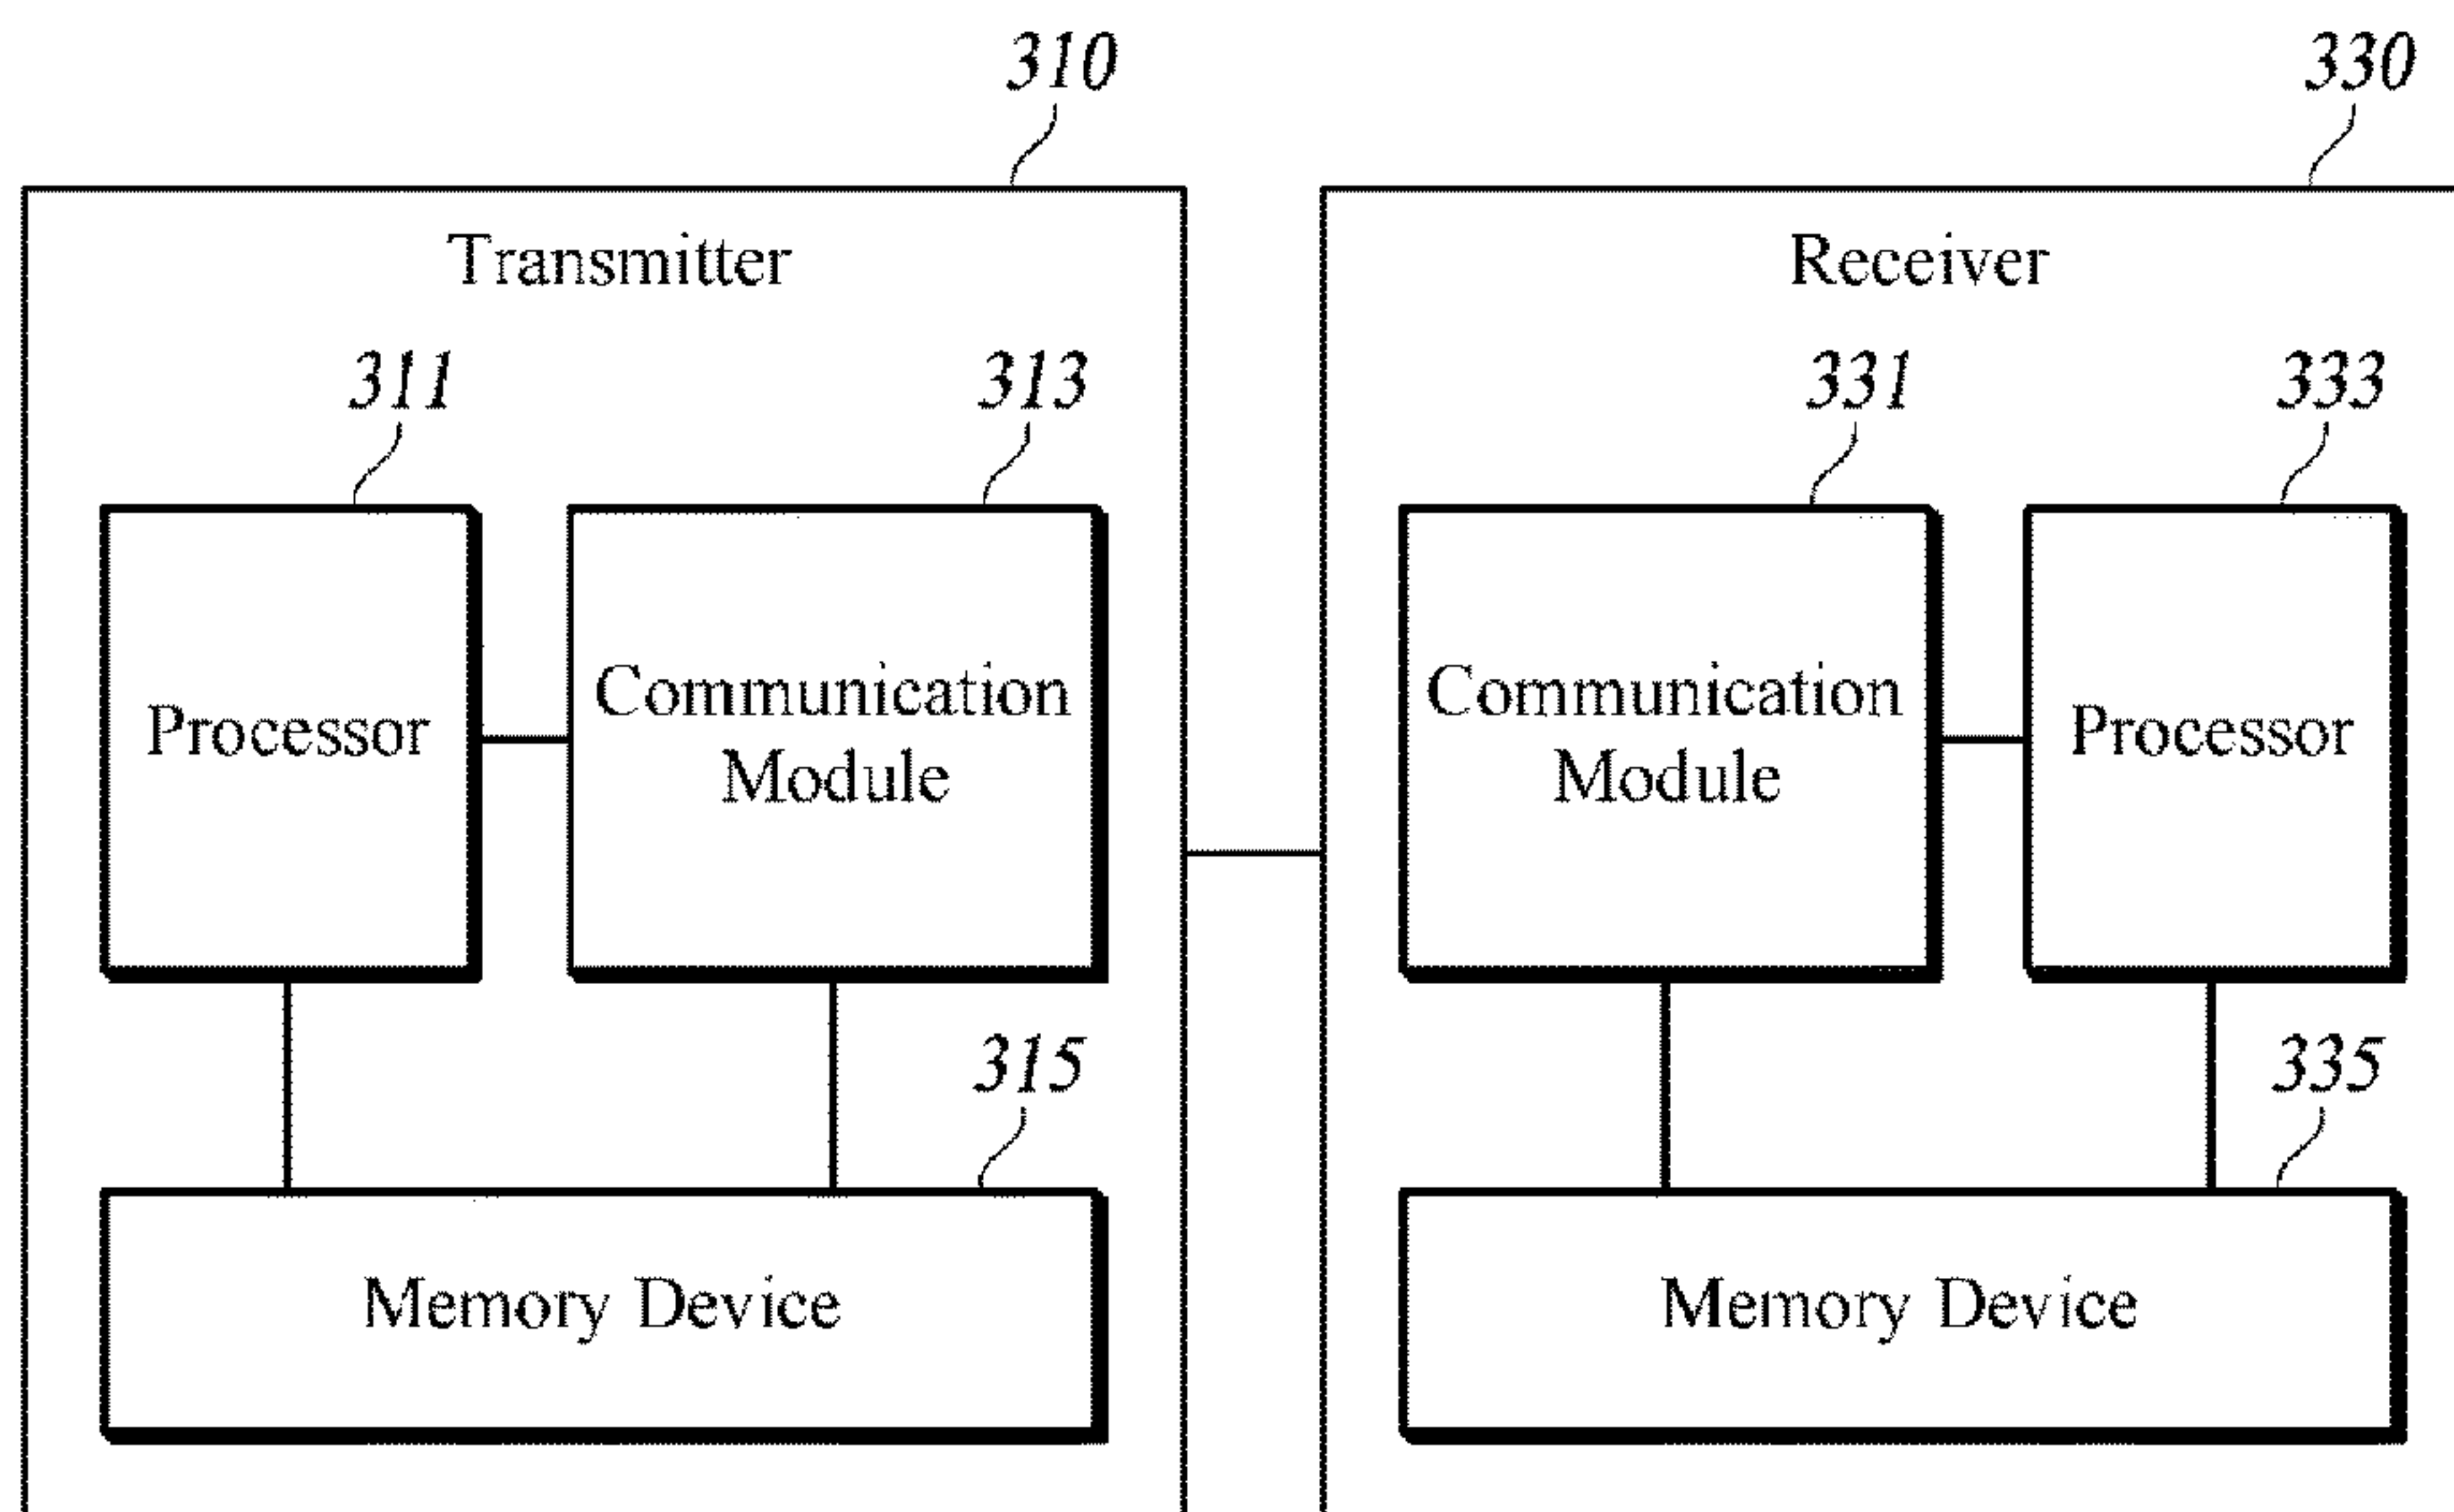 310
330
Transmitter
Receiver
311
313
331
333
Processor
Communication
Module
Communication
Module
Processor
315
335
Memory Device
Memory Device